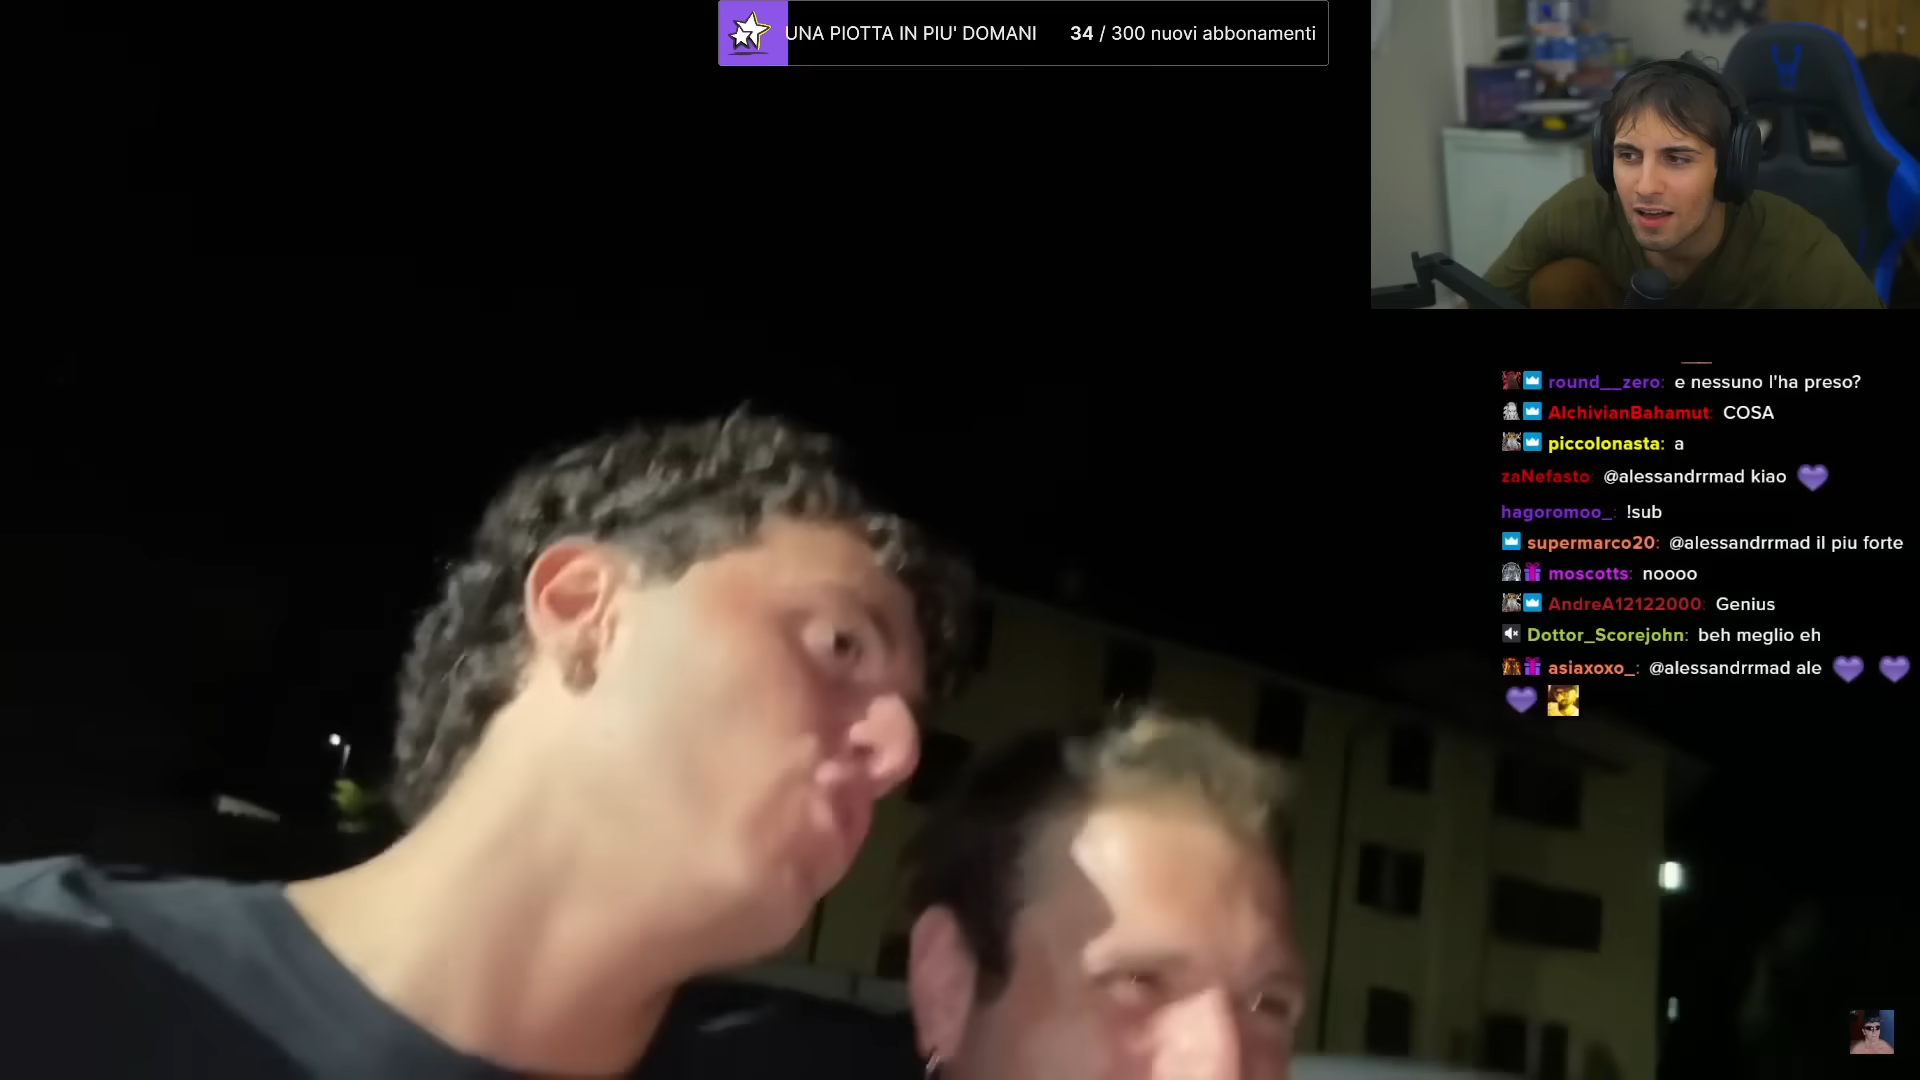 UNA PIOTTA IN PIU' DOMANI 34 / 300 nuovi abbonamenti
round__zero: e nessuno l'ha preso?
AlchivianBahamut: COSA
piccolonasta: a
zaNefasto: @alessandrrmad kiao
hagoromoo_: !sub
supermarco20: @alessandrrmad il piu forte
moscotts: noooo
AndreA12122000: Genius
Dottor_Scorejohn: beh meglio eh
asiaxoxo_: @alessandrrmad ale